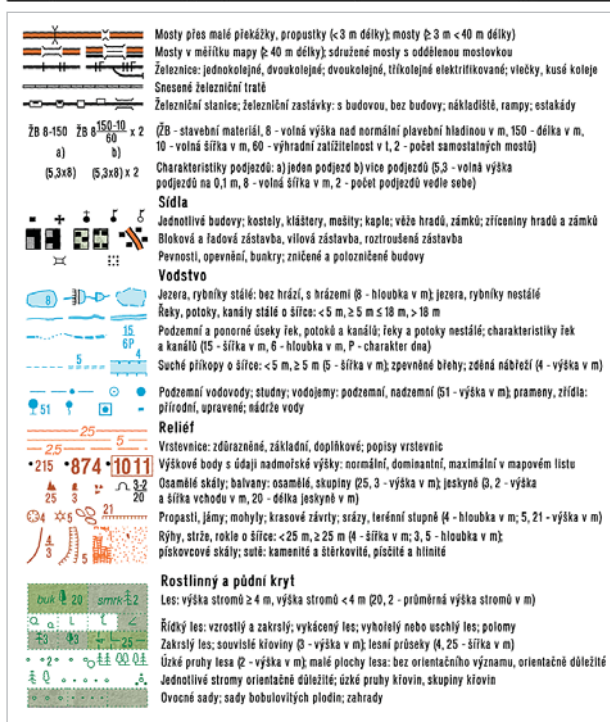 Mosty přes malé překážky, propustky (< 3 m délky); mosty (≥ 3 m < 40 m délky)
Mosty v měřítku mapy (≥ 40 m délky); sdružené mosty s oddělenou mostovkou
Železnice: jednokolejné, dvoukolejné; dvoukolejné, tříkolejné elektrifikované; vlečky, kusé koleje
Snesené železniční tratě
Železniční stanice; železniční zastávky: s budovou, bez budovy; nákladiště, rampy; estakády
ŽB 8-150 ŽB 8 150-10/60 x 2 (ŽB - stavební materiál, 8 - volná výška nad normální plavební hladinou v m, 150 - délka v m,
a) b) 10 - volná šířka v m, 60 - výhradní zatížitelnost v t, 2 - počet samostatných mostů)
(5,3x8) (5,3x8) x 2 Charakteristiky podjezdů: a) jeden podjezd b) více podjezdů (5,3 - volná výška
podjezdů na 0,1 m, 8 - volná šířka v m, 2 - počet podjezdů vedle sebe)
Sídla
Jednotlivé budovy; kostely, kláštery, mešity; kaple; věže hradů, zámků; zříceniny hradů a zámků
Bloková a řadová zástavba, vilová zástavba, roztroušená zástavba
Pevnosti, opevnění, bunkry; zničené a polozničené budovy
Vodstvo
8 Jezera, rybníky stálé: bez hrází, s hrázemi (8 - hloubka v m); jezera, rybníky nestálé
Řeky, potoky, kanály stálé o šířce: < 5 m, ≥ 5 m ≤ 18 m, > 18 m
15 Podzemní a ponorné úseky řek, potoků a kanálů; řeky a potoky nestálé; charakteristiky řek
6P a kanálů (15 - šířka v m, 6 - hloubka v m, P - charakter dna)
5 4 Suché příkopy o šířce: < 5 m, ≥ 5 m (5 - šířka v m); zpevněné břehy; zděná nábřeží (4 - výška v m)
Podzemní vodovody; studny; vodojemy: podzemní, nadzemní (51 - výška v m); prameny, zřídla:
51 přírodní, upravené; nádrže vody
Reliéf
25 5 2,5 Vrstevnice: zdůrazněné, základní, doplňkové; popisy vrstevnic
•215 •874 •1011 Výškové body s údaji nadmořské výšky: normální, dominantní, maximální v mapovém listu
25 3 3-2/20 Osamělé skály; balvany: osamělé, skupiny (25, 3 - výška v m); jeskyně (3, 2 - výška
a šířka vchodu v m, 20 - délka jeskyně v m)
4 5 21 Propasti, jámy; mohyly; krasové závrty; srázy, terénní stupně (4 - hloubka v m; 5, 21 - výška v m)
4/3 5 Rýhy, strže, rokle o šířce: < 25 m, ≥ 25 m (4 - šířka v m; 3, 5 - hloubka v m);
pískovcové skály; sutě: kamenité a štěrkovité, písčité a hlinité
Rostlinný a půdní kryt
buk 20 smrk 2 Les: výška stromů ≥ 4 m, výška stromů < 4 m (20, 2 - průměrná výška stromů v m)
Řídký les: vzrostlý a zakrslý; vykácený les; vyhořelý nebo uschlý les; polomy
3 3 4 25 Zakrslý les; souvislé křoviny (3 - výška v m); lesní průseky (4, 25 - šířka v m)
2 Úzké pruhy lesa (2 - výška v m); malé plochy lesa: bez orientačního významu, orientačně důležité
Jednotlivé stromy orientačně důležité; úzké pruhy křovin, skupiny křovin
Ovocné sady; sady bobulovitých plodin; zahrady